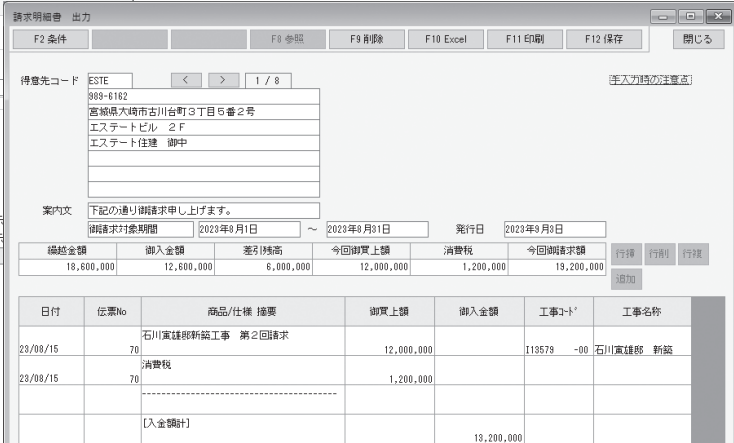 請求明細書 出力
F2 条件 F8 参照 F9 削除 F10 Excel F11 印刷 F12 保存 閉じる
得意先コード ESTE < > 1 / 8 手入力時の注意点
989-6162
宮城県大崎市古川台町3丁目5番2号
エステートビル 2F
エステート住建 御中
案内文 下記の通り御請求申し上げます。
御請求対象期間 2023年8月1日 ～ 2023年8月31日 発行日 2023年9月3日
繰越金額 御入金額 差引残高 今回御買上額 消費税 今回御請求額 行挿 行削 行複
18,600,000 12,600,000 6,000,000 12,000,000 1,200,000 19,200,000
追加
日付 伝票No 商品/仕様 摘要 御買上額 御入金額 工事コード 工事名称
石川寅雄邸新築工事 第2回請求
23/08/15 70 12,000,000 I13579 -00 石川寅雄邸 新築
消費税
23/08/15 70 1,200,000
----------------------------------------
[入金額計]
13,200,000